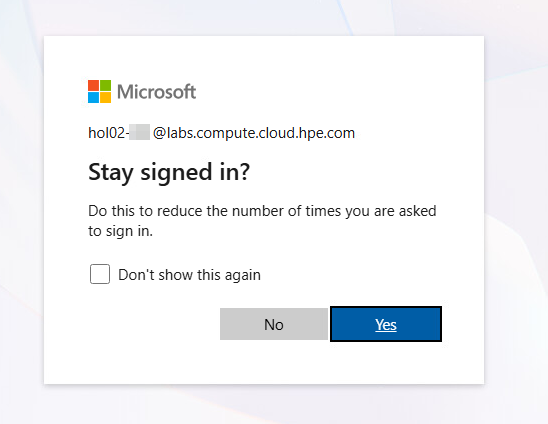 Microsoft
hol02- @labs.compute.cloud.hpe.com
Stay signed in?
Do this to reduce the number of times you are asked
to sign in.
Don't show this again
No
Yes